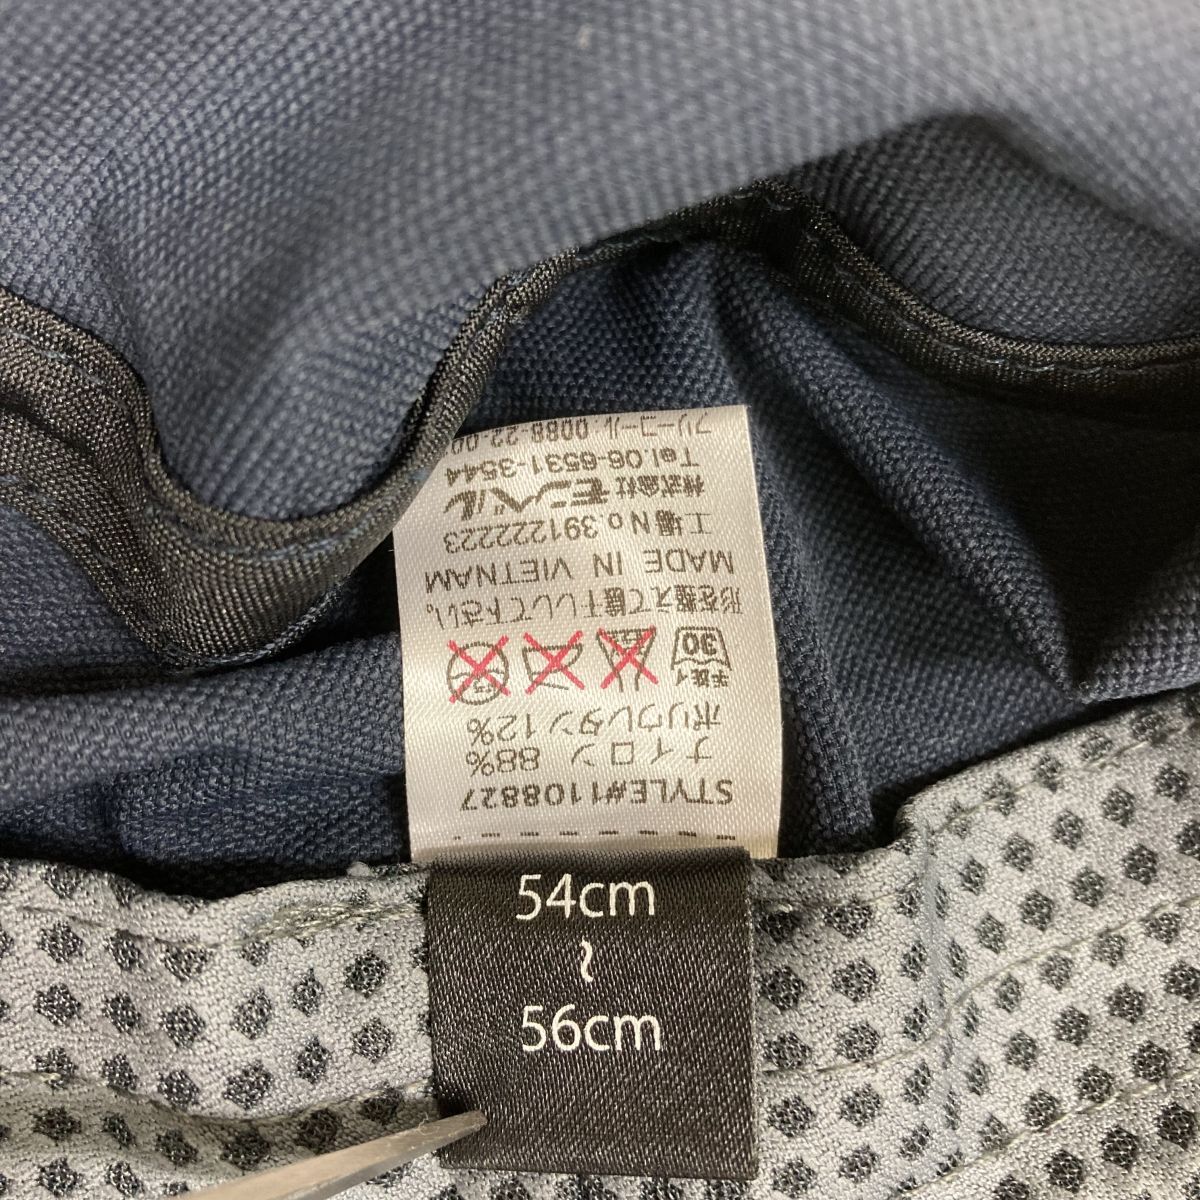 STYLE#1108827
ナイロン 88%
ポリウレタン 12%
手洗イ
30
形を整えて陰干しして下さい。
MADE IN VIETNAM
工場No.39122223
株式会社モンベル
Tel.06-6531-3544
フリーコール.0088-22-00
54cm
~
56cm